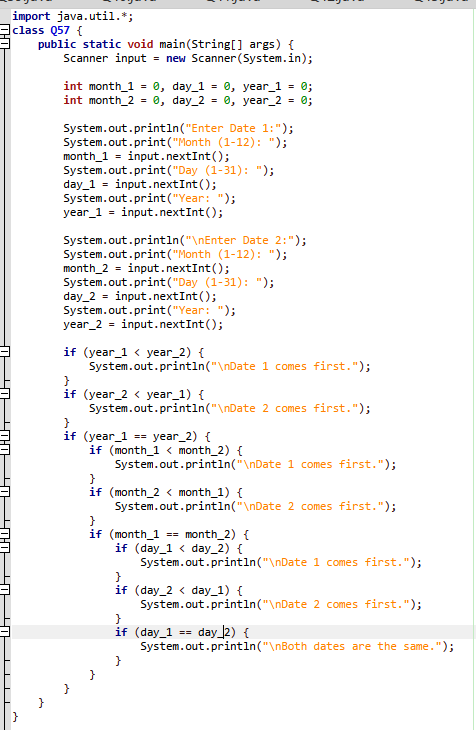 import java.util.*;
class Q57 {
    public static void main(String[] args) {
        Scanner input = new Scanner(System.in);

        int month_1 = 0, day_1 = 0, year_1 = 0;
        int month_2 = 0, day_2 = 0, year_2 = 0;

        System.out.println("Enter Date 1:");
        System.out.print("Month (1-12): ");
        month_1 = input.nextInt();
        System.out.print("Day (1-31): ");
        day_1 = input.nextInt();
        System.out.print("Year: ");
        year_1 = input.nextInt();

        System.out.println("\nEnter Date 2:");
        System.out.print("Month (1-12): ");
        month_2 = input.nextInt();
        System.out.print("Day (1-31): ");
        day_2 = input.nextInt();
        System.out.print("Year: ");
        year_2 = input.nextInt();

        if (year_1 < year_2) {
            System.out.println("\nDate 1 comes first.");
        }
        if (year_2 < year_1) {
            System.out.println("\nDate 2 comes first.");
        }
        if (year_1 == year_2) {
            if (month_1 < month_2) {
                System.out.println("\nDate 1 comes first.");
            }
            if (month_2 < month_1) {
                System.out.println("\nDate 2 comes first.");
            }
            if (month_1 == month_2) {
                if (day_1 < day_2) {
                    System.out.println("\nDate 1 comes first.");
                }
                if (day_2 < day_1) {
                    System.out.println("\nDate 2 comes first.");
                }
                if (day_1 == day_2) {
                    System.out.println("\nBoth dates are the same.");
                }
            }
        }
    }
}